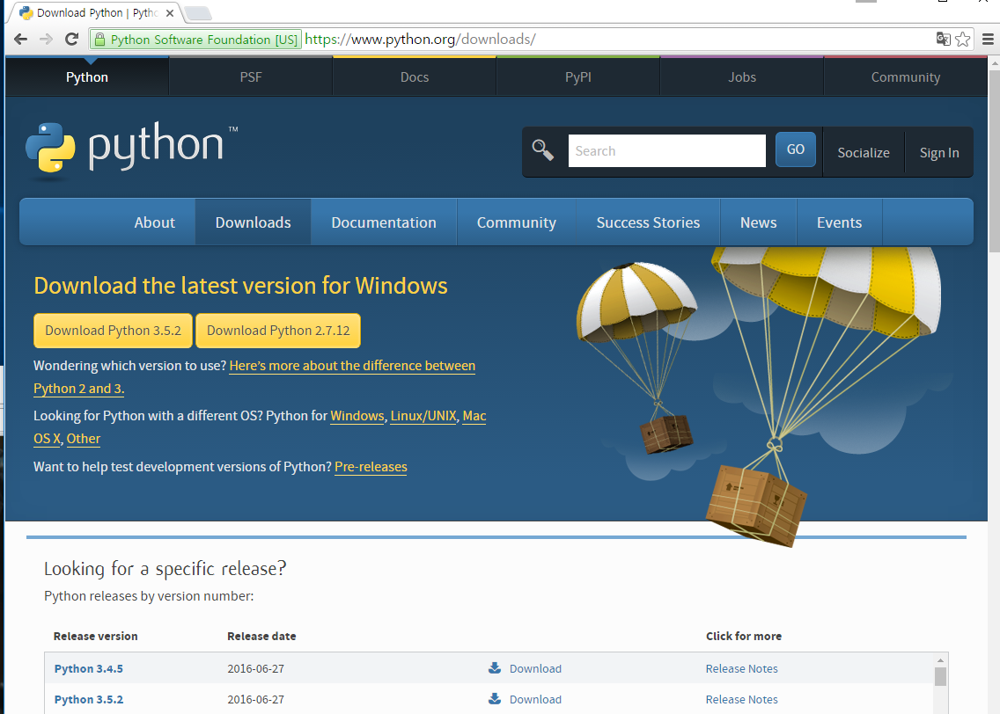 Download Python | Pytho
Python Software Foundation [US] https://www.python.org/downloads/
Python PSF Docs PyPI Jobs Community
python™
Search GO Socialize Sign In
About Downloads Documentation Community Success Stories News Events
Download the latest version for Windows
Download Python 3.5.2 Download Python 2.7.12
Wondering which version to use? Here's more about the difference between
Python 2 and 3.
Looking for Python with a different OS? Python for Windows, Linux/UNIX, Mac
OS X, Other
Want to help test development versions of Python? Pre-releases
Looking for a specific release?
Python releases by version number:
Release version Release date Click for more
Python 3.4.5 2016-06-27 Download Release Notes
Python 3.5.2 2016-06-27 Download Release Notes